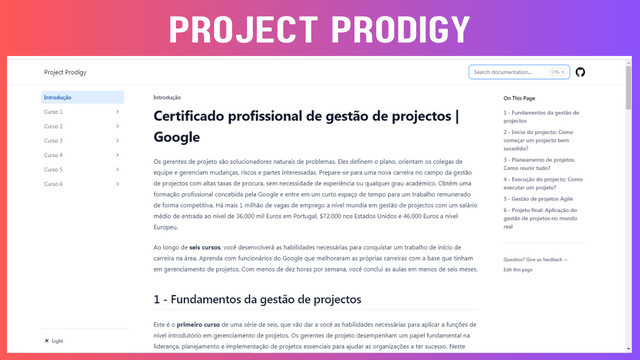 PROJECT PRODIGY
Project Prodigy
Search documentation...
CTRL K
Introdução
Curso 1
Curso 2
Curso 3
Curso 4
Curso 5
Curso 6
Light
Introdução
Certificado profissional de gestão de projectos |
Google
Os gerentes de projeto são solucionadores naturais de problemas. Eles definem o plano, orientam os colegas de
equipe e gerenciam mudanças, riscos e partes interessadas. Prepare-se para uma nova carreira no campo da gestão
de projectos com altas taxas de procura, sem necessidade de experiência ou qualquer grau académico. Obtém uma
formação profissional concebida pela Google e entre em um curto espaço de tempo para um trabalho remunerado
de forma competitiva. Há mais 1 milhão de vagas de emprego a nível mundia em gestão de projectos com um salário
médio de entrada ao nível de 36.000 mil Euros em Portugal, $72.000 nos Estados Unidos e 46.000 Euros a nível
Europeu.
Ao longo de seis cursos, você desenvolverá as habilidades necessárias para conquistar um trabalho de início de
carreira na área. Aprenda com funcionários do Google que melhoraram as próprias carreiras com a base que tinham
em gerenciamento de projetos. Com menos de dez horas por semana, você conclui as aulas em menos de seis meses.
1 - Fundamentos da gestão de projectos
Este é o primeiro curso de uma série de seis, que vão dar a você as habilidades necessárias para aplicar a funções de
nível introdutório em gerenciamento de projetos. Os gerentes de projeto desempenham um papel fundamental na
liderança, planejamento e implementação de projetos essenciais para ajudar as organizações a ter sucesso. Neste
On This Page
1 - Fundamentos da gestão de
projectos
2 - Início do projecto: Como
começar um projecto bem
sucedido?
3 - Planeamento de projectos.
Como reunir tudo?
4 - Execução do projecto: Como
executar um projeto?
5 - Gestão de projetos Agile
6 - Projeto final: Aplicação do
gestão de projetos no mundo
real
Question? Give us feedback →
Edit this page